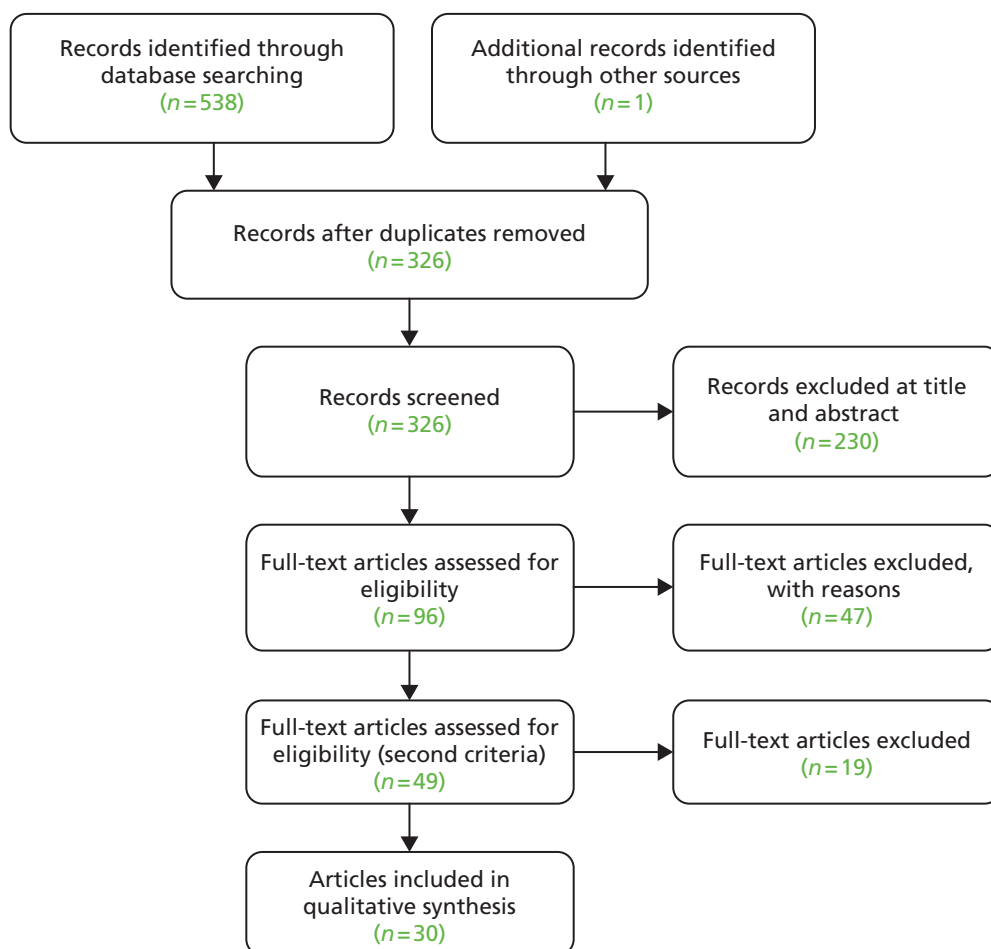 Records identified through
database searching
(n=538)
Additional records identified
through other sources
(n=1)
Records after duplicates removed
(n=326)
Records screened
(n=326)
Records excluded at title
and abstract
(n=230)
Full-text articles assessed for
eligibility
(n=96)
Full-text articles excluded,
with reasons
(n=47)
Full-text articles assessed for
eligibility (second criteria)
(n=49)
Full-text articles excluded
(n=19)
Articles included in
qualitative synthesis
(n=30)